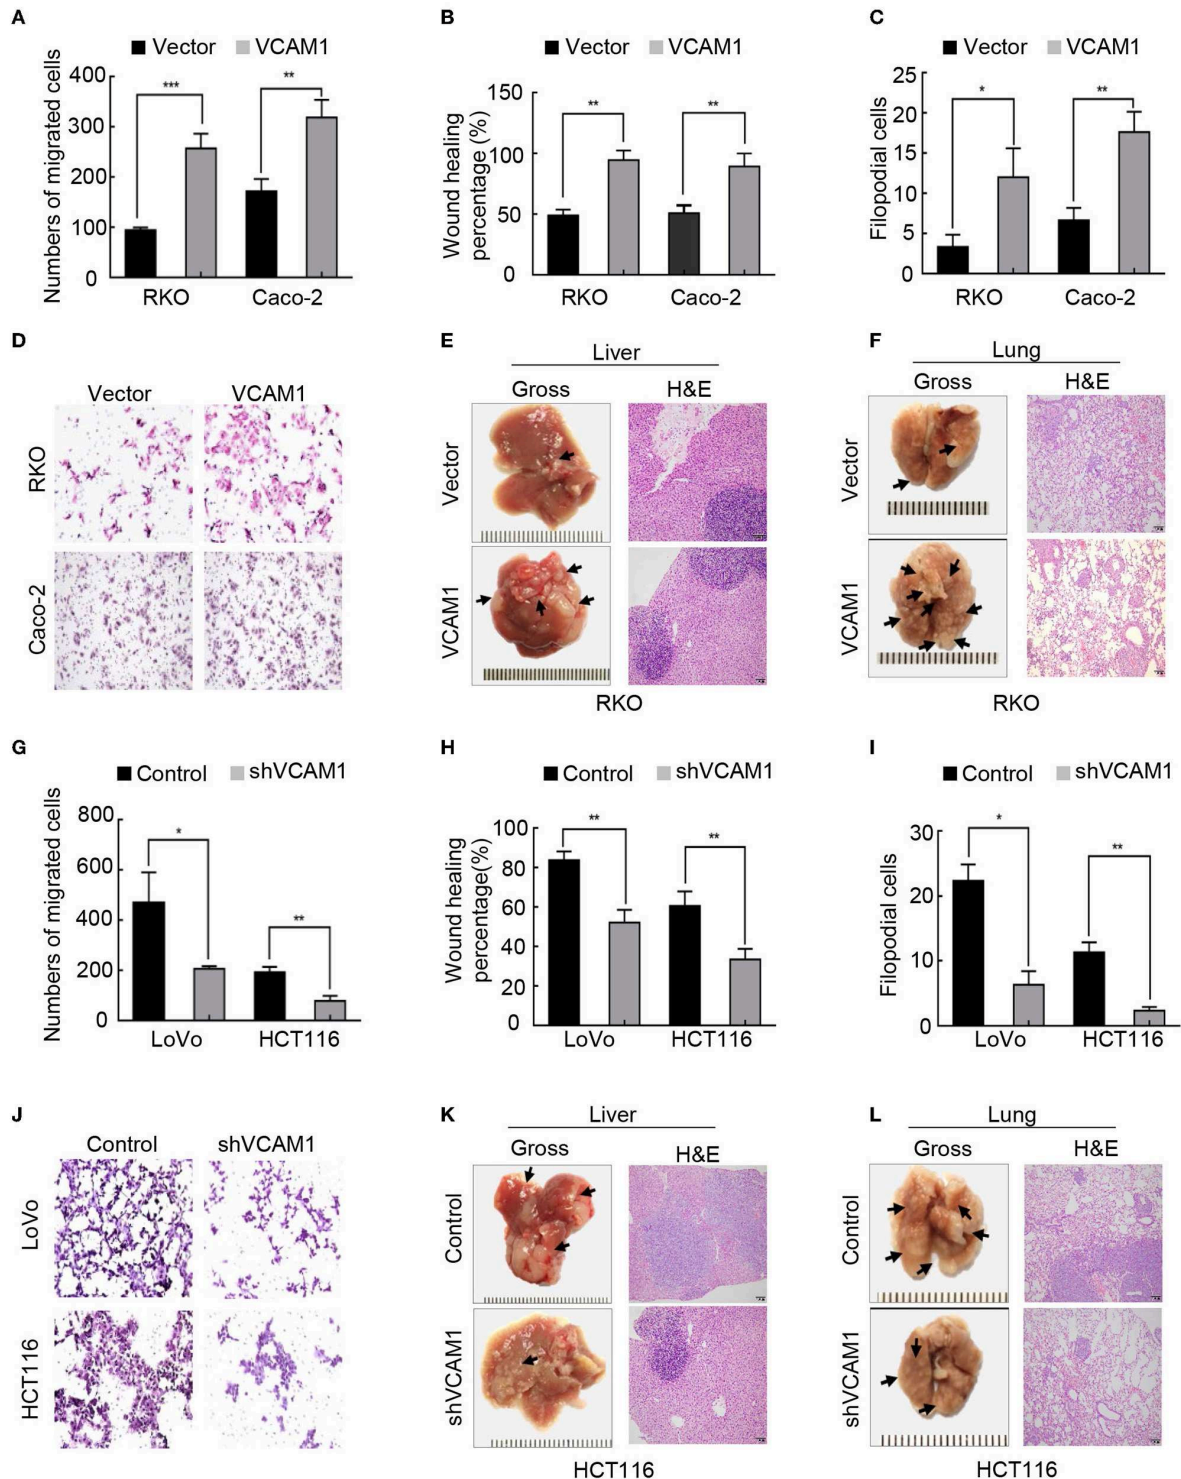 A
B
C
Vector VCAM1
Vector VCAM1
Vector VCAM1
Numbers of migrated cells
400
300
200
100
0
***
**
RKO Caco-2
Wound healing
percentage (%)
150
100
50
0
**
**
RKO Caco-2
Filopodial cells
25
20
15
10
5
0
*
**
RKO Caco-2
D
Vector VCAM1
RKO
Caco-2
E
Liver
Gross H&E
Vector
VCAM1
RKO
F
Lung
Gross H&E
Vector
VCAM1
RKO
G
Control shVCAM1
Numbers of migrated cells
800
600
400
200
0
*
**
LoVo HCT116
H
Control shVCAM1
Wound healing
percentage(%)
100
80
60
40
20
0
**
**
LoVo HCT116
I
Control shVCAM1
Filopodial cells
30
20
10
0
*
**
LoVo HCT116
J
Control shVCAM1
LoVo
HCT116
K
Liver
Gross H&E
Control
shVCAM1
HCT116
L
Lung
Gross H&E
Control
shVCAM1
HCT116